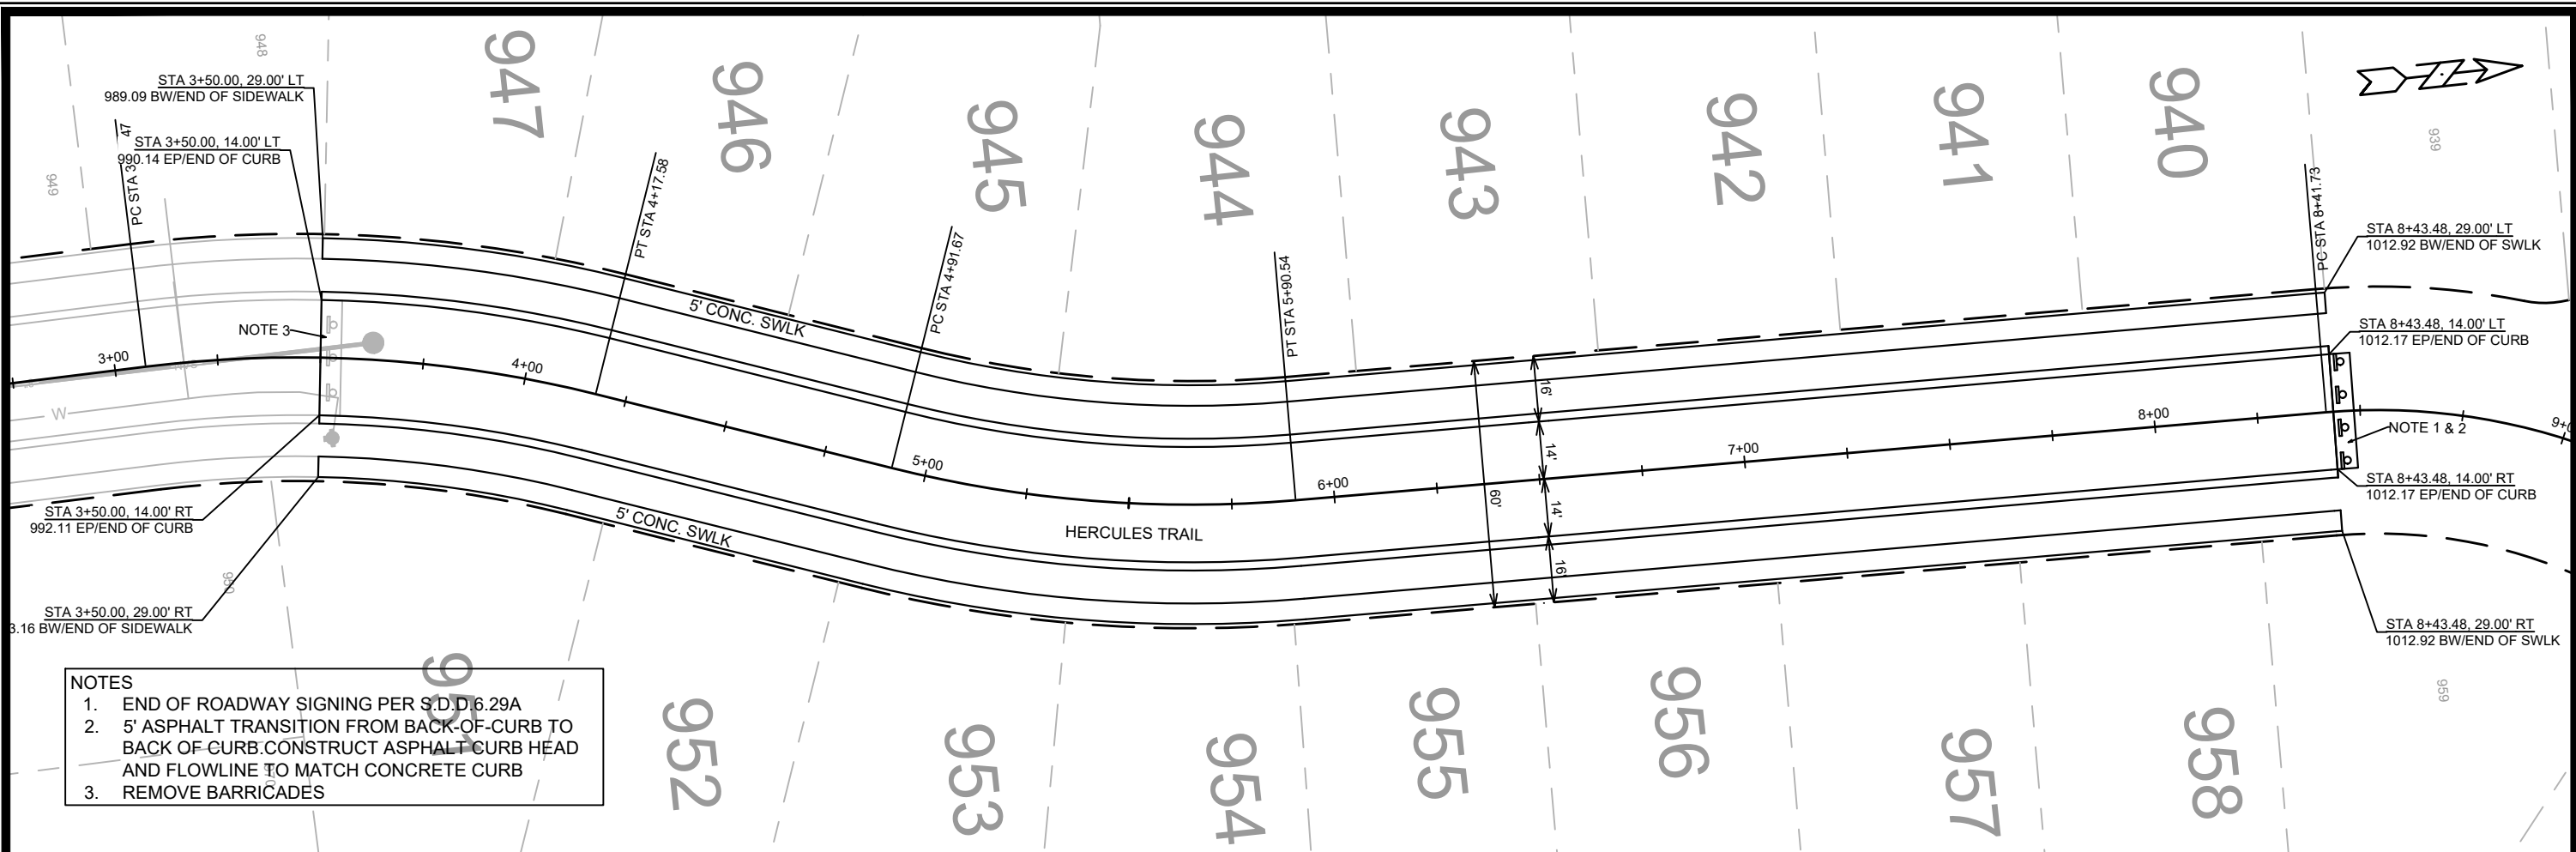 948
947
946
945
944
943
942
941
940
939
949
STA 3+50.00, 29.00' LT
989.09 BW/END OF SIDEWALK
PC STA 3 47
STA 3+50.00, 14.00' LT
990.14 EP/END OF CURB
PT STA 4+17.58
PC STA 4+91.67
PT STA 5+90.54
PC STA 8+41.73
STA 8+43.48, 29.00' LT
1012.92 BW/END OF SWLK
STA 8+43.48, 14.00' LT
1012.17 EP/END OF CURB
NOTE 3
5' CONC. SWLK
3+00
4+00
5+00
6+00
7+00
8+00
W
16'
14'
60'
14'
16'
NOTE 1 & 2
HERCULES TRAIL
5' CONC. SWLK
STA 8+43.48, 14.00' RT
1012.17 EP/END OF CURB
STA 3+50.00, 14.00' RT
992.11 EP/END OF CURB
STA 3+50.00, 29.00' RT
3.16 BW/END OF SIDEWALK
STA 8+43.48, 29.00' RT
1012.92 BW/END OF SWLK
950
951
952
953
954
955
956
957
958
959
NOTES
1. END OF ROADWAY SIGNING PER S.D.D.6.29A
2. 5' ASPHALT TRANSITION FROM BACK-OF-CURB TO
BACK OF CURB.CONSTRUCT ASPHALT CURB HEAD
AND FLOWLINE TO MATCH CONCRETE CURB
3. REMOVE BARRICADES